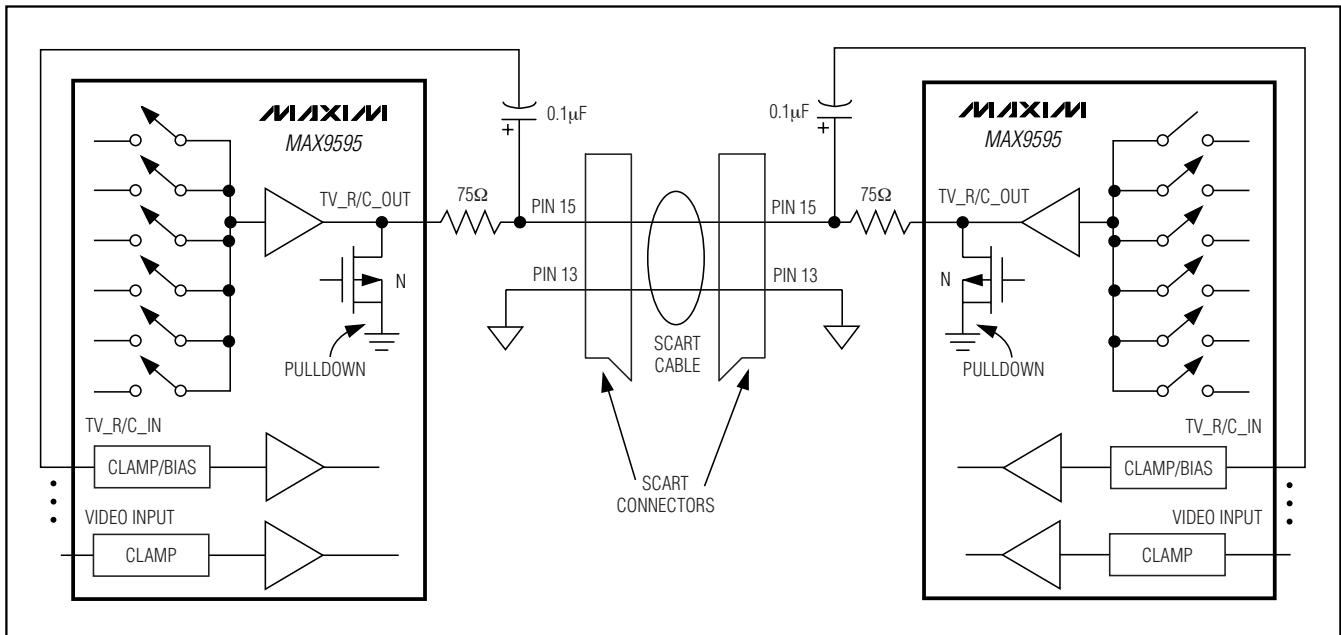 MAXIM
MAX9595
TV_R/C_OUT
75Ω
0.1µF
+
PIN 15
PIN 13
N
PULLDOWN
TV_R/C_IN
CLAMP/BIAS
VIDEO INPUT
CLAMP
SCART
CABLE
SCART
CONNECTORS
0.1µF
+
PIN 15
PIN 13
75Ω
MAXIM
MAX9595
TV_R/C_OUT
N
PULLDOWN
TV_R/C_IN
CLAMP/BIAS
VIDEO INPUT
CLAMP